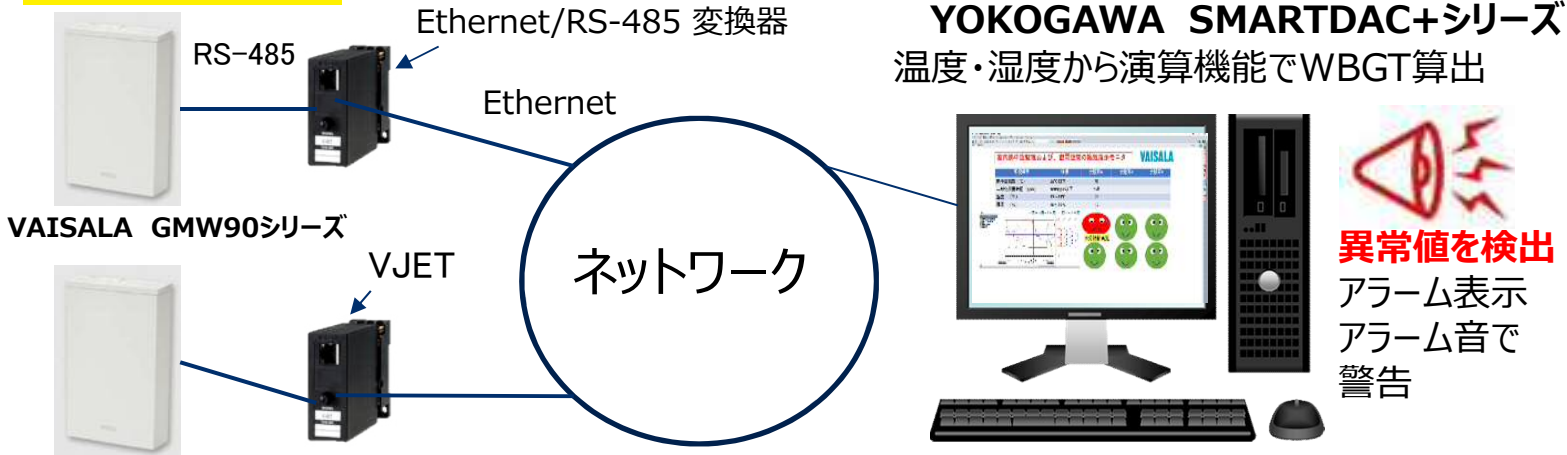 Ethernet/RS-485 変換器
RS-485
Ethernet
VAISALA GMW90シリーズ
VJET
ネットワーク
YOKOGAWA SMARTDAC+シリーズ
温度・湿度から演算機能でWBGT算出
VAISALA
異常値を検出
アラーム表示
アラーム音で
警告